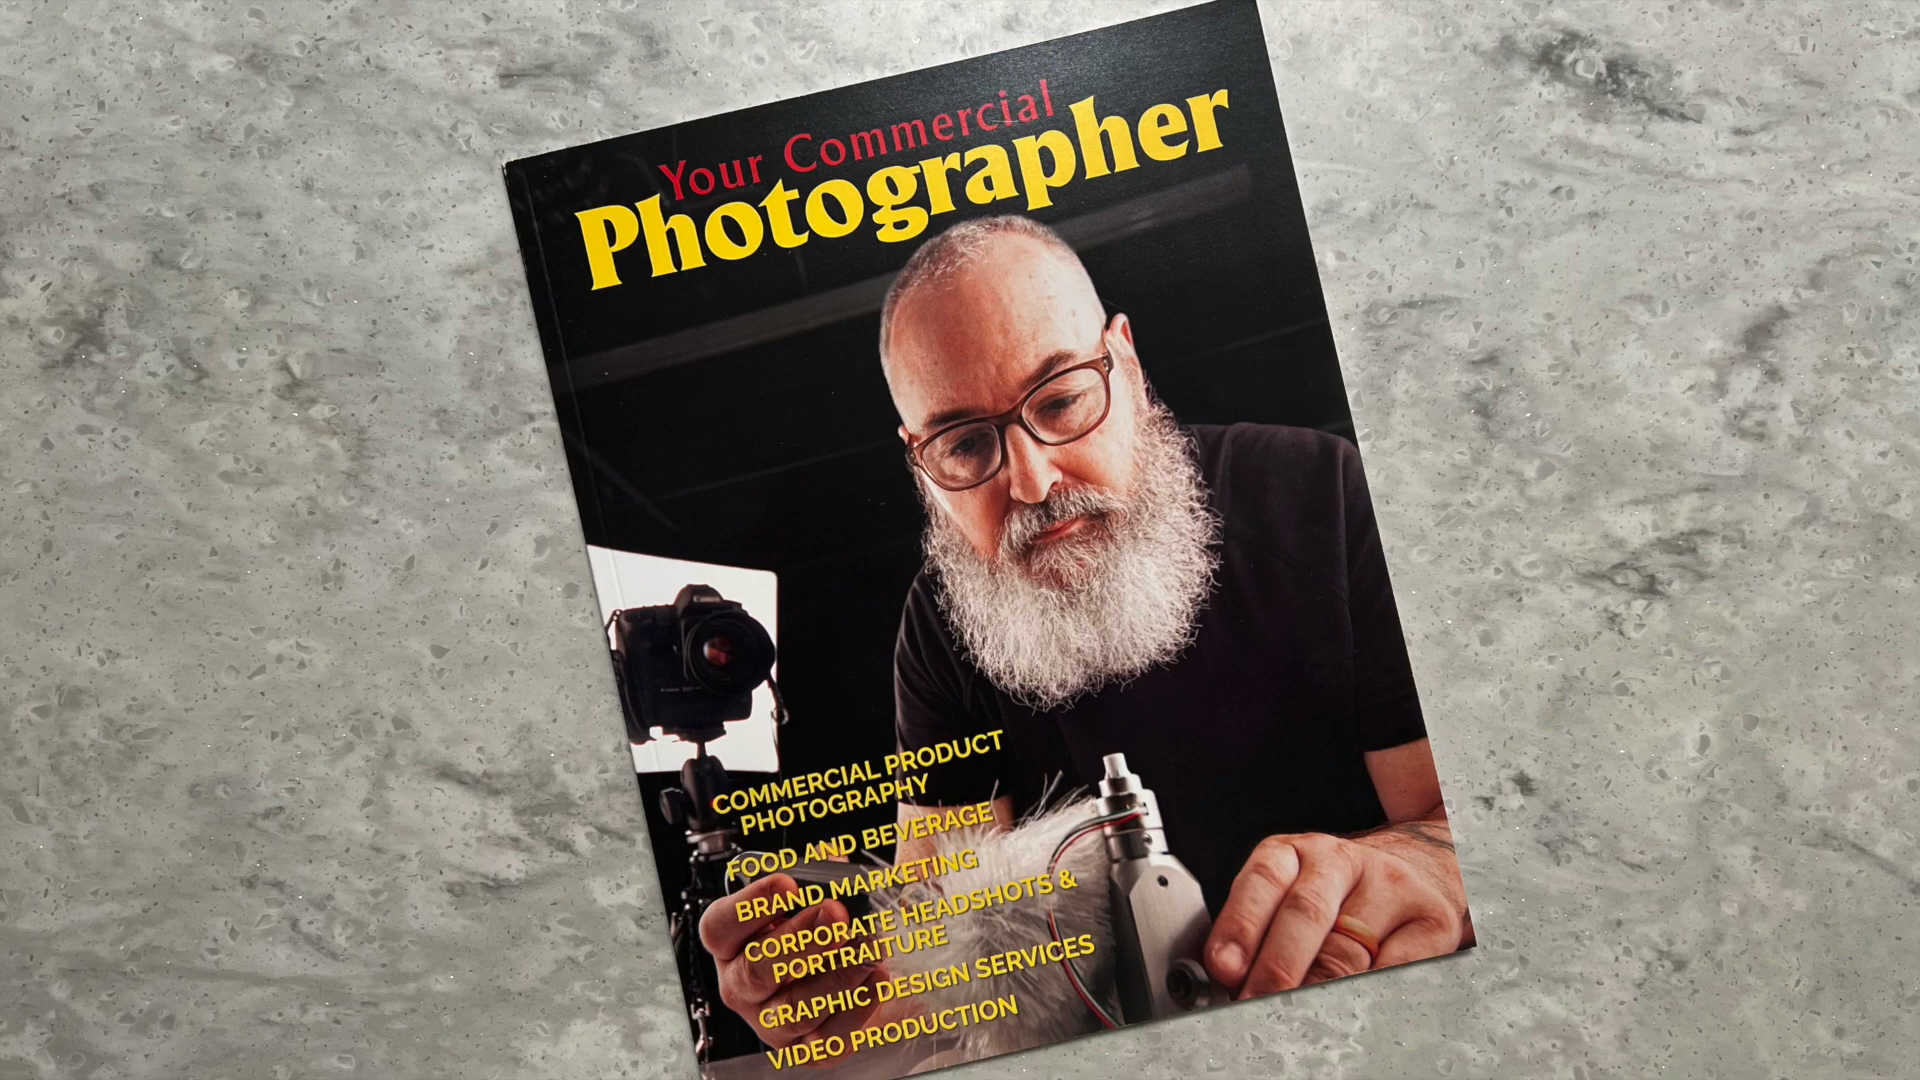 Your Commercial
Photographer
COMMERCIAL PRODUCT
PHOTOGRAPHY
FOOD AND BEVERAGE
BRAND MARKETING
CORPORATE HEADSHOTS &
PORTRAITURE
GRAPHIC DESIGN SERVICES
VIDEO PRODUCTION